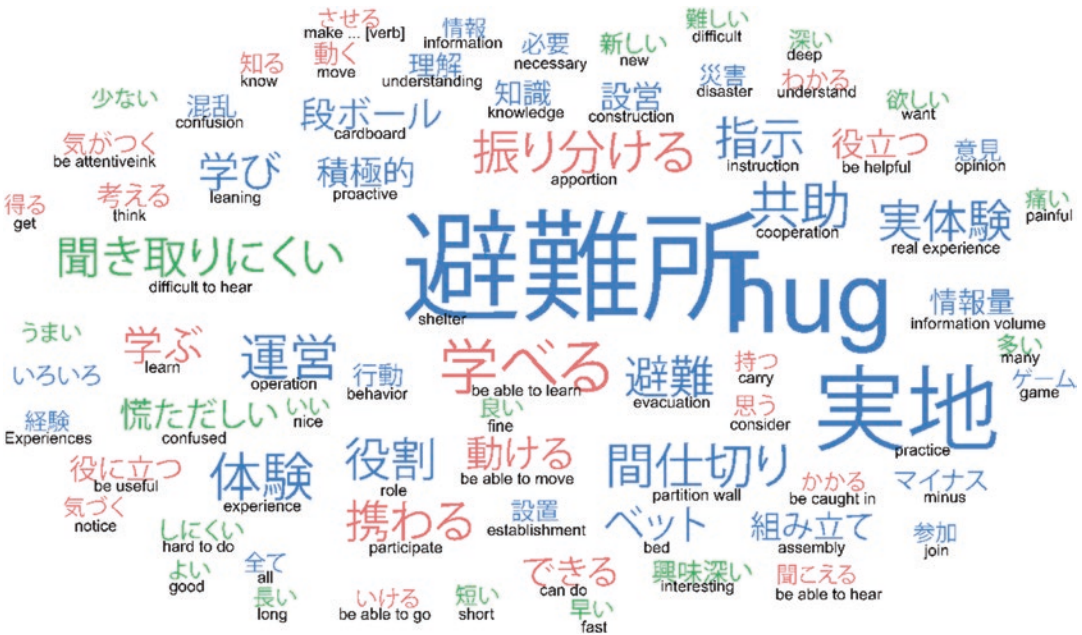 させる
make ... [verb]
情報
information
難しい
difficult
必要
necessary
新しい
new
深い
deep
知る
know
動く
move
理解
understanding
災害
disaster
わかる
understand
少ない
混乱
confusion
段ボール
cardboard
知識
knowledge
設営
construction
欲しい
want
気がつく
be attentiveink
学び
leaning
積極的
proactive
振り分ける
apportion
指示
instruction
役立つ
be helpful
意見
opinion
得る
get
考える
think
共助
cooperation
実体験
real experience
痛い
painful
聞き取りにくい
difficult to hear
避難所
shelter
hug
情報量
information volume
うまい
学ぶ
learn
運営
operation
行動
behavior
学べる
be able to learn
避難
evacuation
持つ
carry
多い
many
いろいろ
ゲーム
game
経験
Experiences
慌ただしい
confused
いい
nice
良い
fine
思う
consider
実地
practice
役に立つ
be useful
体験
experience
役割
role
動ける
be able to move
間仕切り
partition wall
かかる
be caught in
マイナス
minus
気づく
notice
しにくい
hard to do
携わる
participate
設置
establishment
ベット
bed
組み立て
assembly
参加
join
よい
good
全て
all
できる
can do
興味深い
interesting
聞こえる
be able to hear
長い
long
いける
be able to go
短い
short
早い
fast